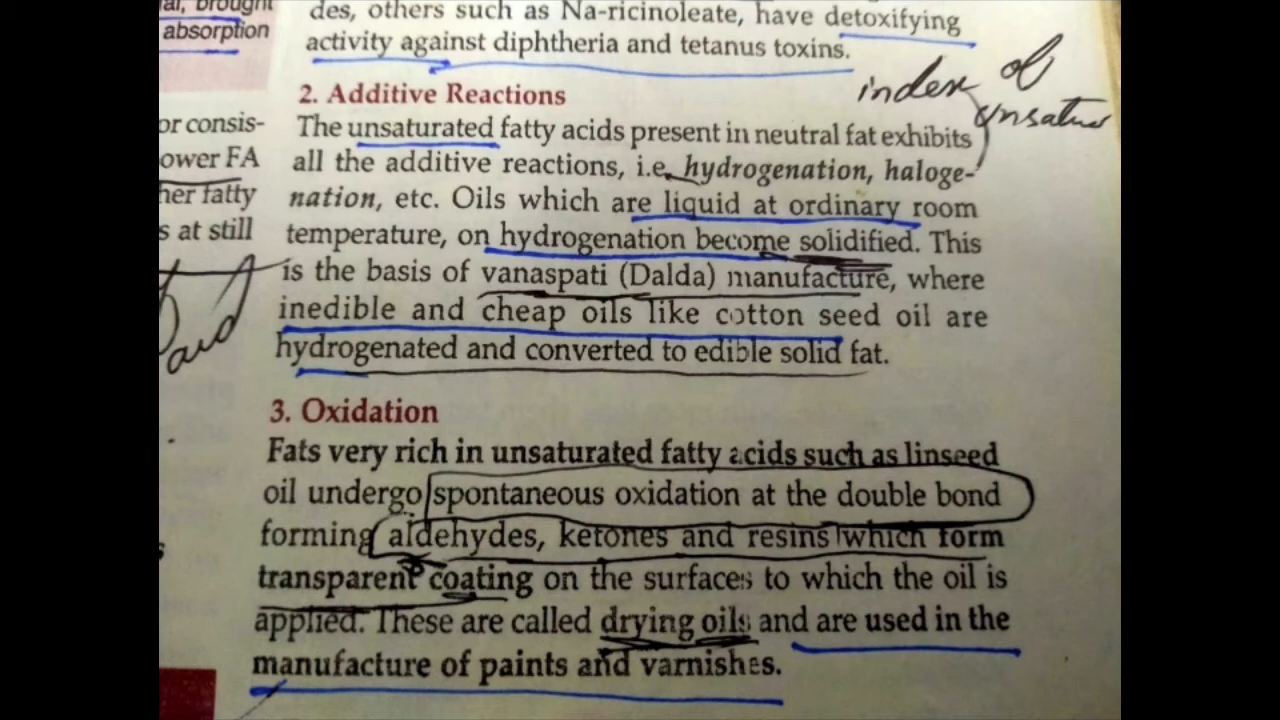 al, brought
absorption
or consis-
ower FA
her fatty
s at still
des, others such as Na-ricinoleate, have detoxifying
activity against diphtheria and tetanus toxins.
index of
2. Additive Reactions
The unsaturated fatty acids present in neutral fat exhibits
all the additive reactions, i.e. hydrogenation, haloge-
nation, etc. Oils which are liquid at ordinary room
temperature, on hydrogenation become solidified. This
is the basis of vanaspati (Dalda) manufacture, where
inedible and cheap oils like cotton seed oil are
hydrogenated and converted to edible solid fat.
3. Oxidation
Fats very rich in unsaturated fatty acids such as linseed
oil undergo spontaneous oxidation at the double bond
forming aldehydes, ketones and resins which form
transparent coating on the surfaces to which the oil is
applied. These are called drying oils and are used in the
manufacture of paints and varnishes.